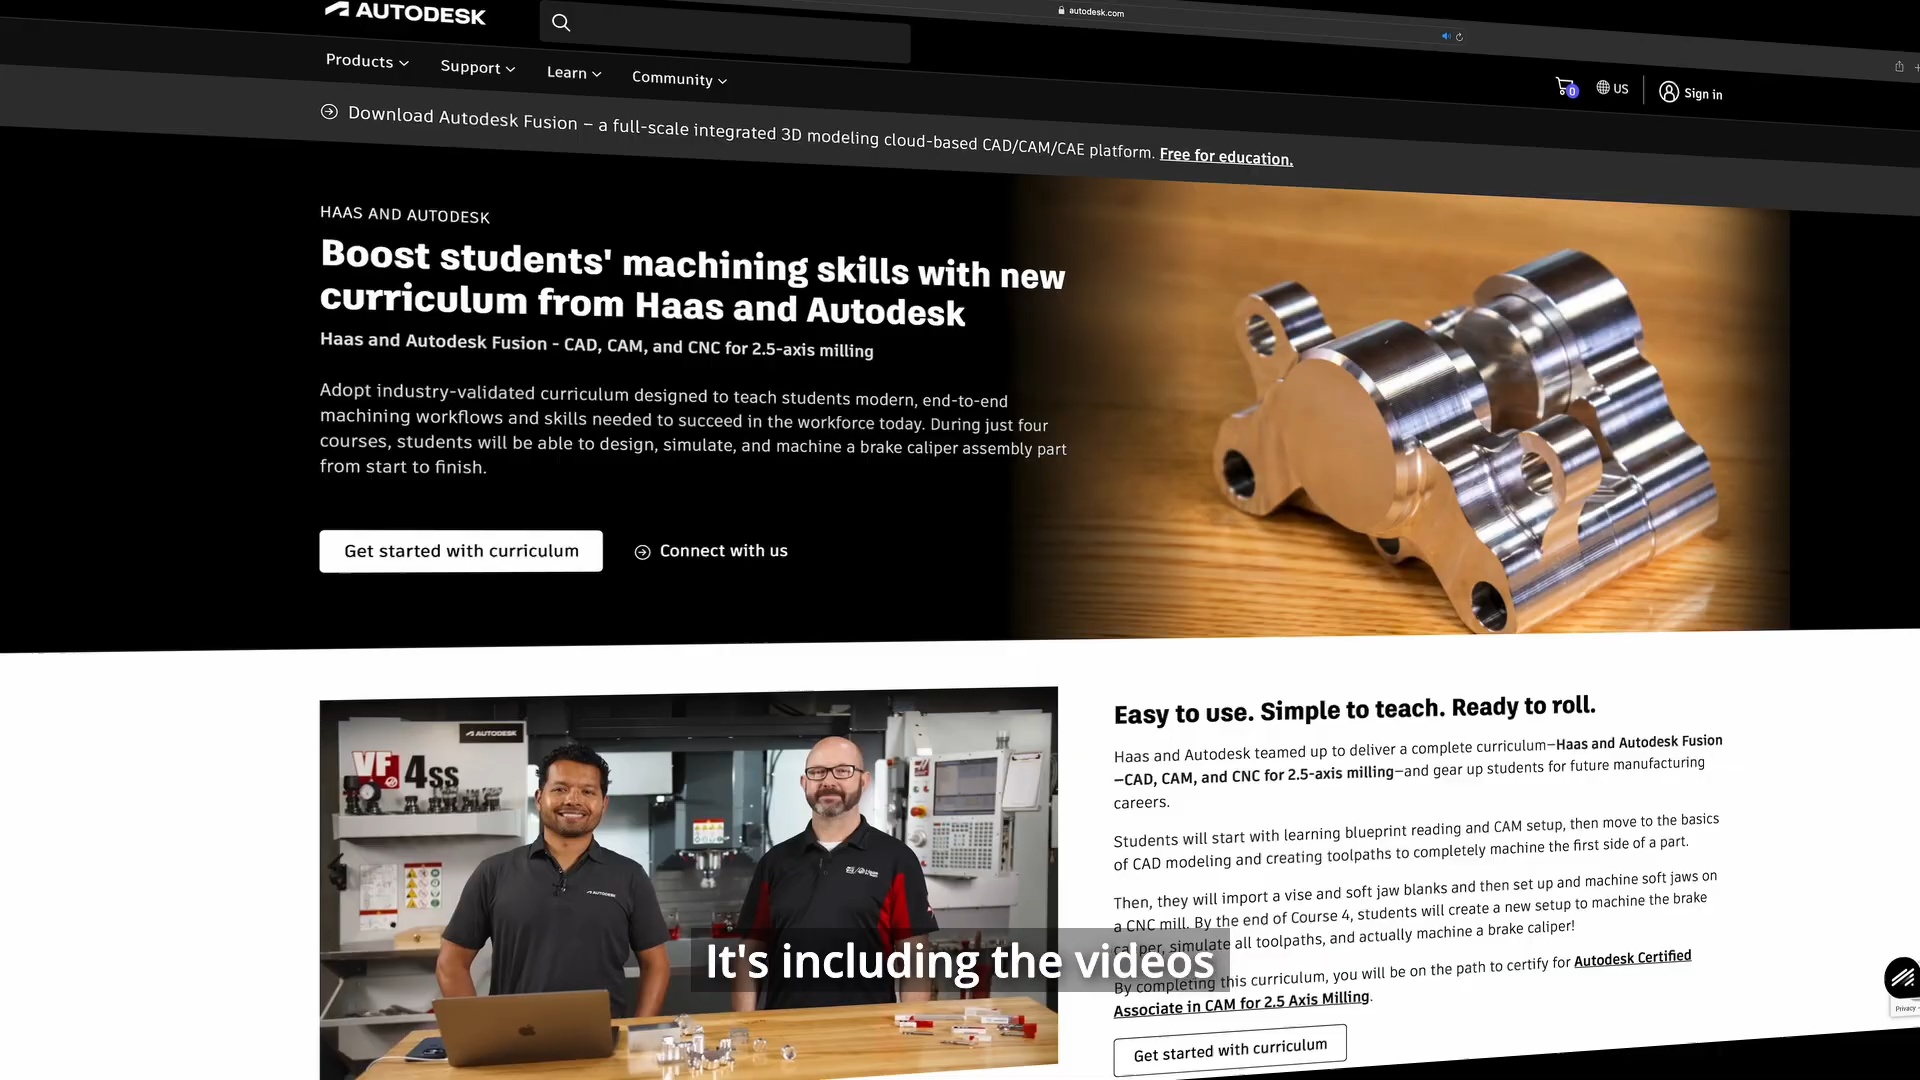 AUTODESK
autodesk.com
Products
Support
Learn
Community
0
US
Sign in
Download Autodesk Fusion – a full-scale integrated 3D modeling cloud-based CAD/CAM/CAE platform. Free for education.
HAAS AND AUTODESK
Boost students' machining skills with new
curriculum from Haas and Autodesk
Haas and Autodesk Fusion - CAD, CAM, and CNC for 2.5-axis milling
Adopt industry-validated curriculum designed to teach students modern, end-to-end
machining workflows and skills needed to succeed in the workforce today. During just four
courses, students will be able to design, simulate, and machine a brake caliper assembly part
from start to finish.
Get started with curriculum
Connect with us
AUTODESK
VF 4ss
AUTODESK
Easy to use. Simple to teach. Ready to roll.
Haas and Autodesk teamed up to deliver a complete curriculum—Haas and Autodesk Fusion
—CAD, CAM, and CNC for 2.5-axis milling—and gear up students for future manufacturing
careers.
Students will start with learning blueprint reading and CAM setup, then move to the basics
of CAD modeling and creating toolpaths to completely machine the first side of a part.
Then, they will import a vise and soft jaw blanks and then set up and machine soft jaws on
a CNC mill. By the end of Course 4, students will create a new setup to machine the brake
caliper, simulate all toolpaths, and actually machine a brake caliper!
By completing this curriculum, you will be on the path to certify for Autodesk Certified
Associate in CAM for 2.5 Axis Milling.
Get started with curriculum
It's including the videos
Privacy